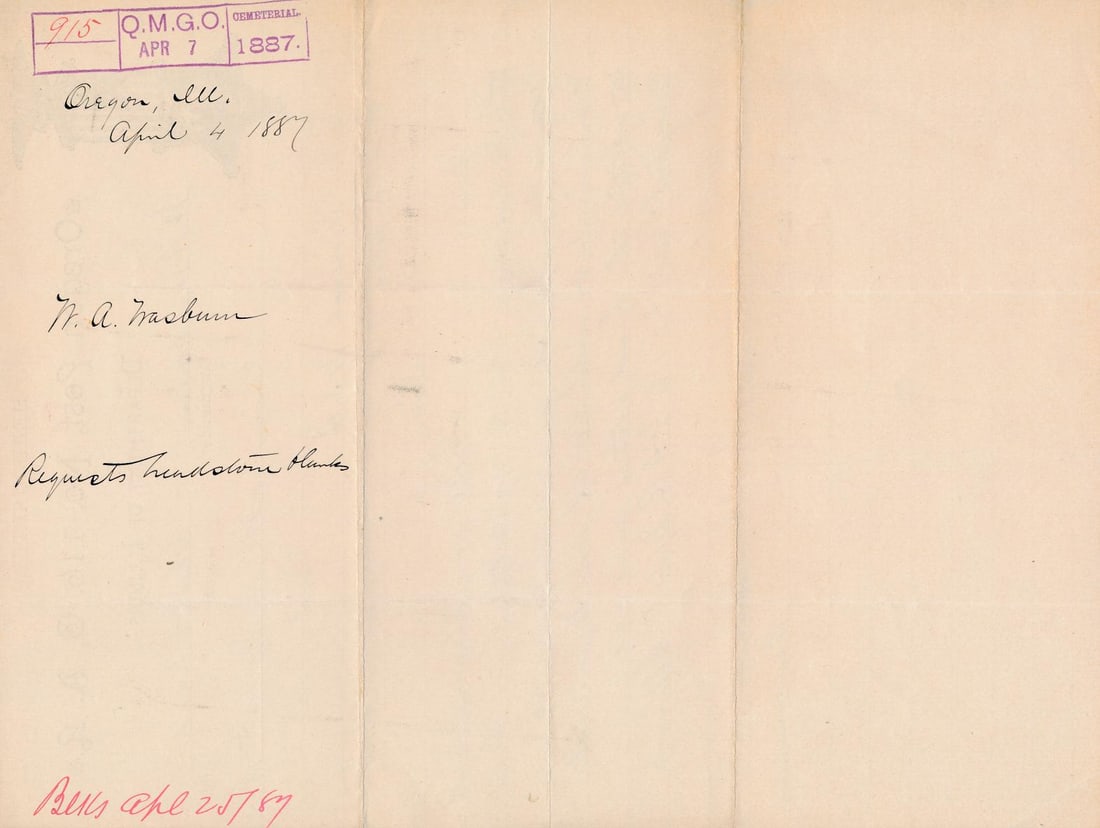 915 Q.M.G.O. CEMETERIAL.
APR 7 1887.
Oregon, Ill.
April 4 1887
W. A. Wasburn
Requests headstone blanks
Blks Apl 25/87